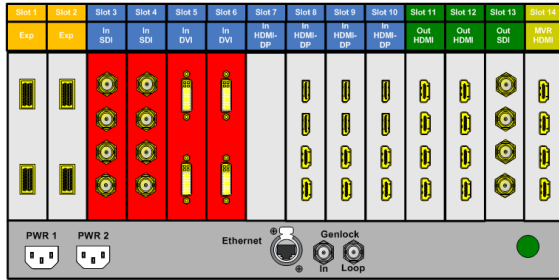 Slot 1 Slot 2 Slot 3 Slot 4 Slot 5 Slot 6 Slot 7 Slot 8 Slot 9 Slot 10 Slot 11 Slot 12 Slot 13 Slot 14
Exp Exp In SDI In SDI In DVI In DVI In HDMI-DP In HDMI-DP In HDMI-DP In HDMI-DP Out HDMI Out HDMI Out SDI MVR HDMI
PWR 1 PWR 2 Ethernet Genlock
In Loop